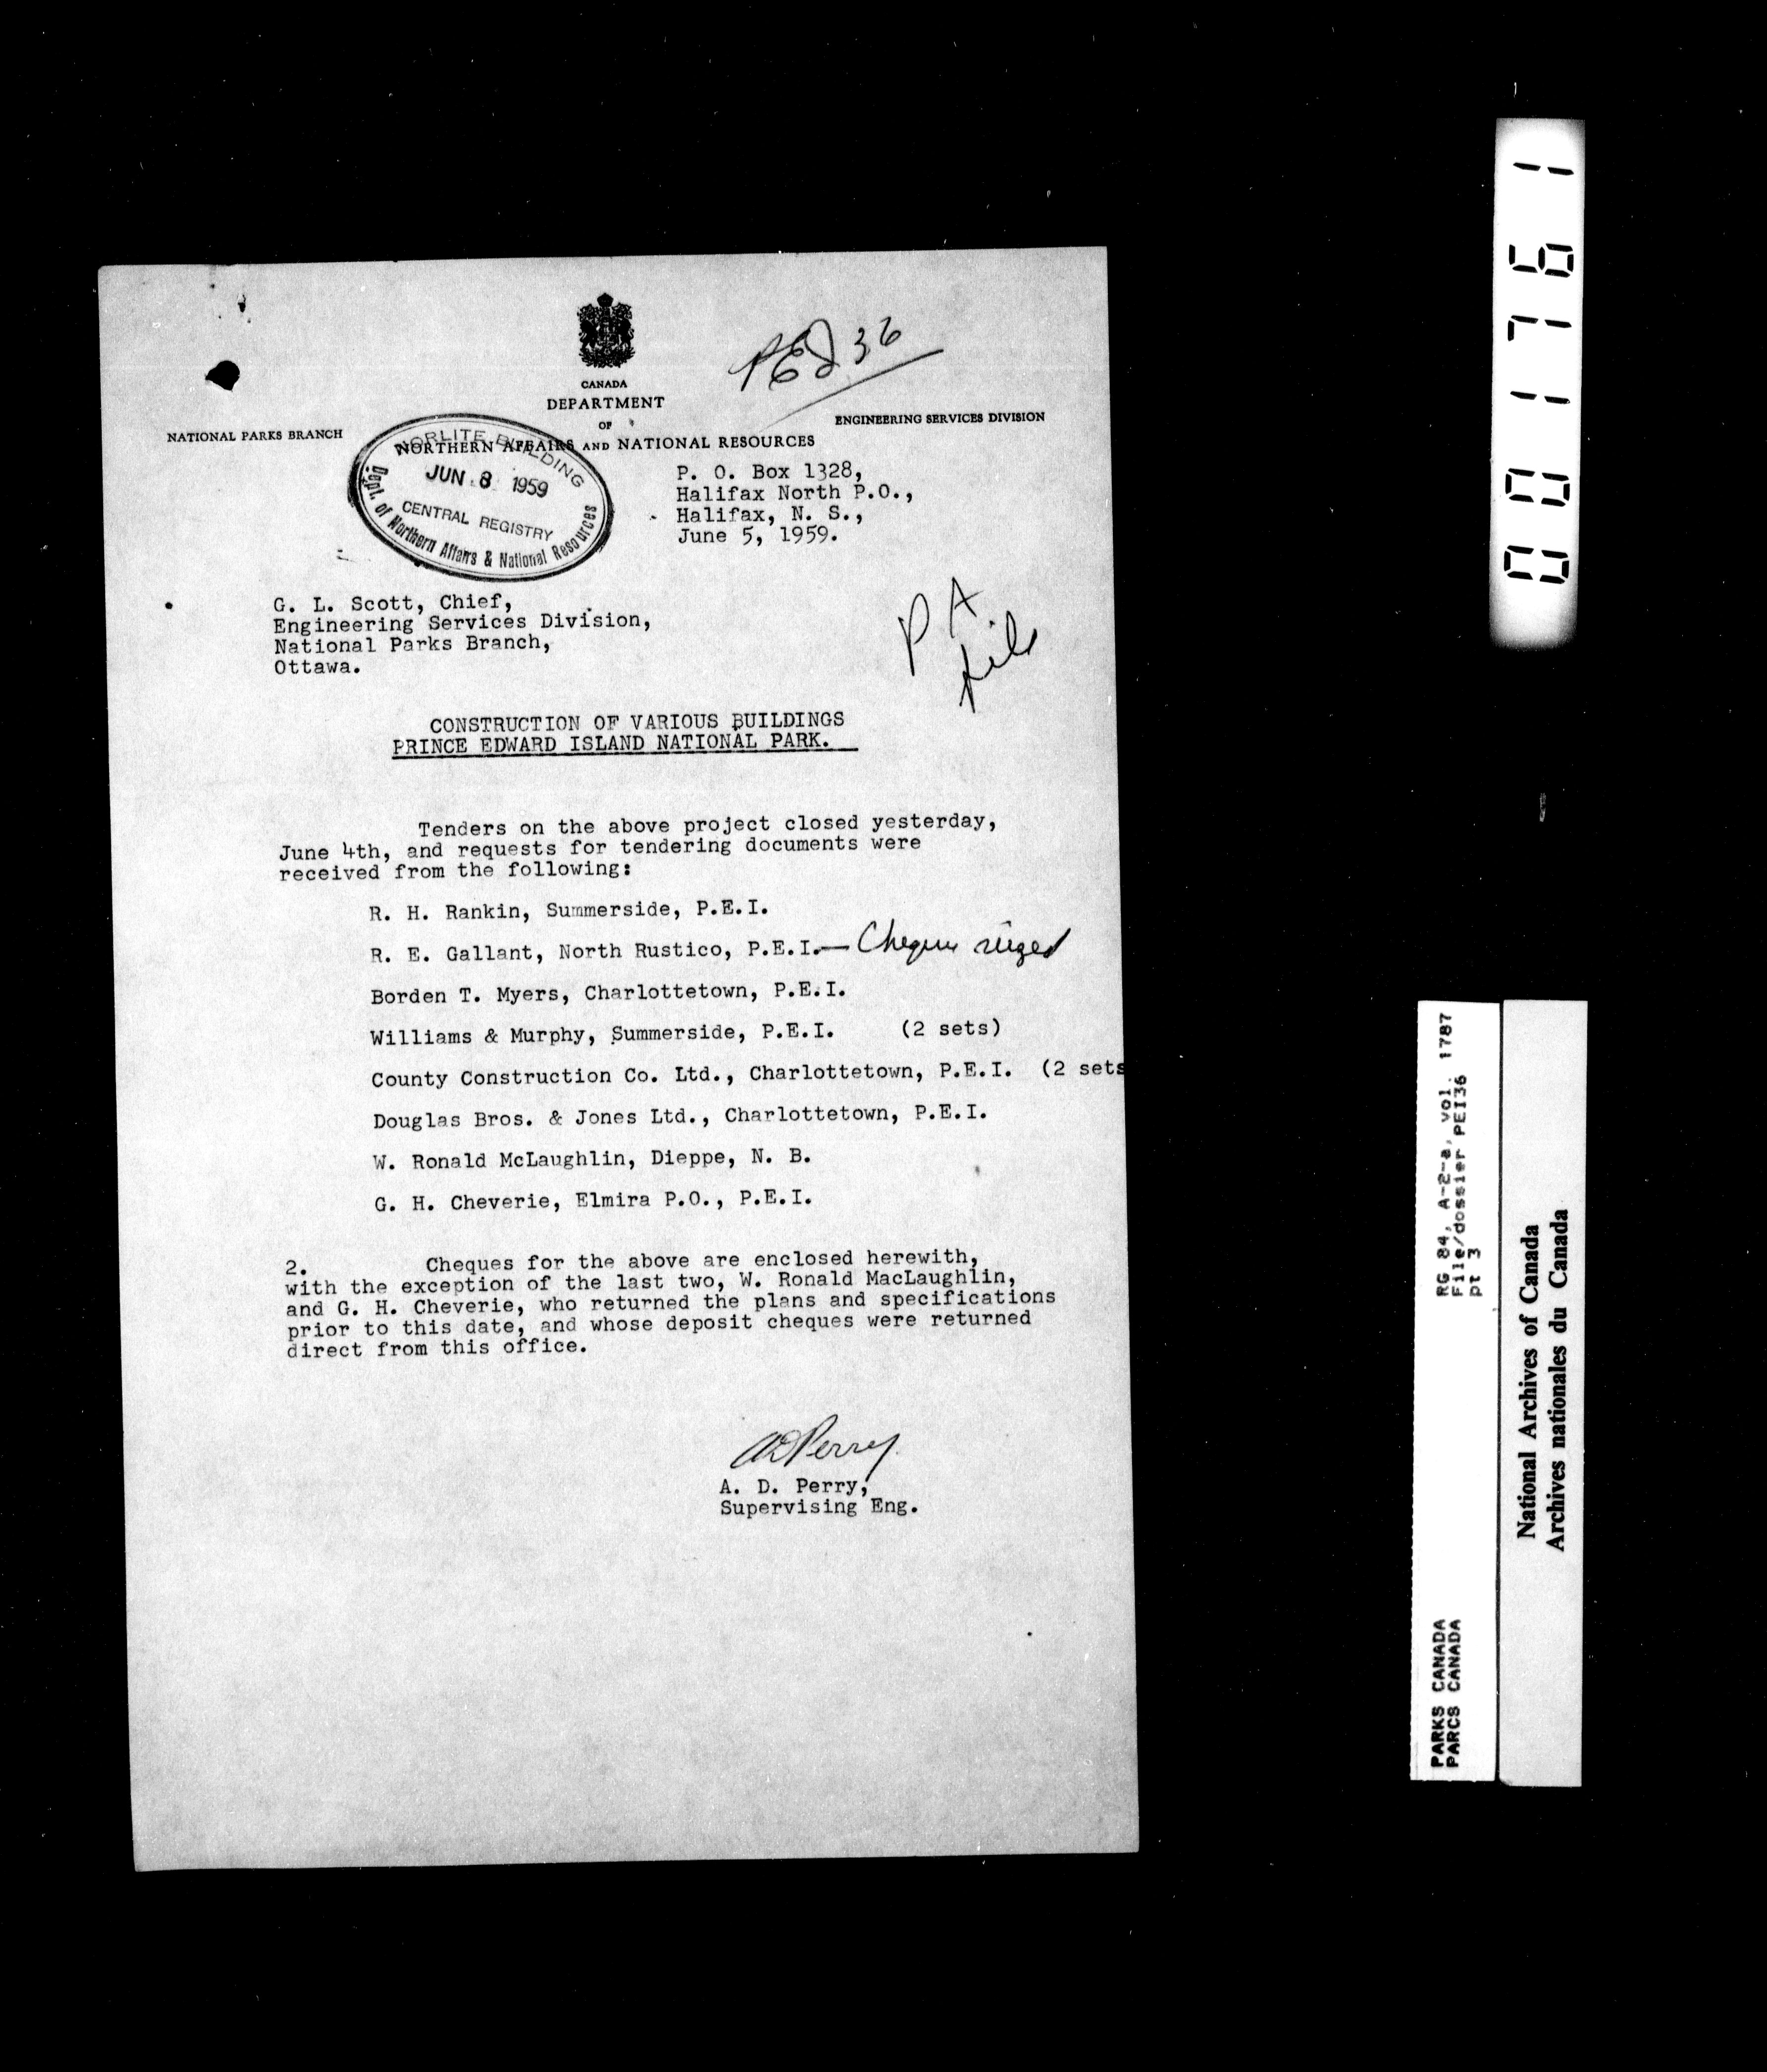 PEI 36
CANADA
DEPARTMENT
OF
NATIONAL PARKS BRANCH
ENGINEERING SERVICES DIVISION
NORTHERN AFFAIRS AND NATIONAL RESOURCES
NORLITE BUILDING
JUN 8 1959
CENTRAL REGISTRY
Dept. of Northern Affairs & National Resources
P. O. Box 1328,
Halifax North P.O.,
Halifax, N. S.,
June 5, 1959.
G. L. Scott, Chief,
Engineering Services Division,
National Parks Branch,
Ottawa.
P A
file
CONSTRUCTION OF VARIOUS BUILDINGS
PRINCE EDWARD ISLAND NATIONAL PARK.
Tenders on the above project closed yesterday,
June 4th, and requests for tendering documents were
received from the following:
R. H. Rankin, Summerside, P.E.I.
R. E. Gallant, North Rustico, P.E.I.— Cheque
Borden T. Myers, Charlottetown, P.E.I.
Williams & Murphy, Summerside, P.E.I. (2 sets)
County Construction Co. Ltd., Charlottetown, P.E.I. (2 sets
Douglas Bros. & Jones Ltd., Charlottetown, P.E.I.
W. Ronald McLaughlin, Dieppe, N. B.
G. H. Cheverie, Elmira P.O., P.E.I.
2. Cheques for the above are enclosed herewith,
with the exception of the last two, W. Ronald MacLaughlin,
and G. H. Cheverie, who returned the plans and specifications
prior to this date, and whose deposit cheques were returned
direct from this office.
ADPerry
A. D. Perry,
Supervising Eng.
001761
RG 84, A-2-a, vol. 1787
File/dossier PEI36
pt 3
PARKS CANADA
PARCS CANADA
National Archives of Canada
Archives nationales du Canada